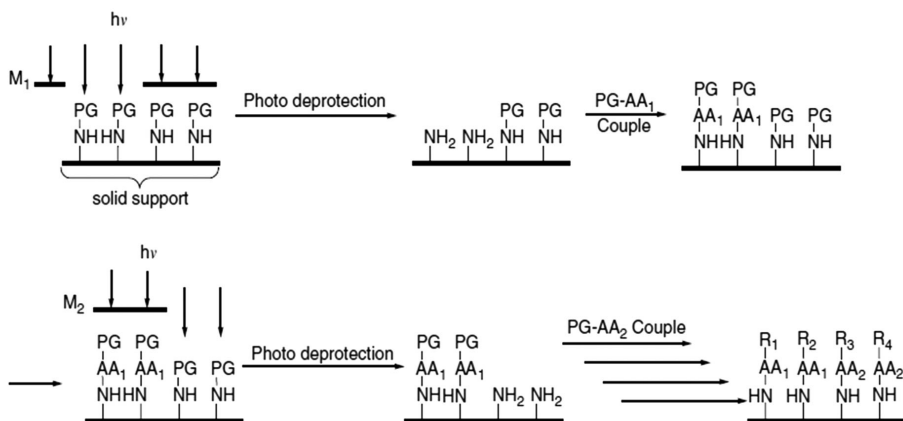 hν
M1
PG PG PG PG
NH HN NH NH
solid support
Photo deprotection
PG PG
NH2 NH2 NH NH
PG-AA1
Couple
PG PG
AA1 AA1 PG PG
NH HN NH NH
hν
M2
PG PG
AA1 AA1 PG PG
NH HN NH NH
Photo deprotection
PG PG
AA1 AA1
NH HN NH2 NH2
PG-AA2 Couple
R1 R2 R3 R4
AA1 AA1 AA2 AA2
HN HN HN HN